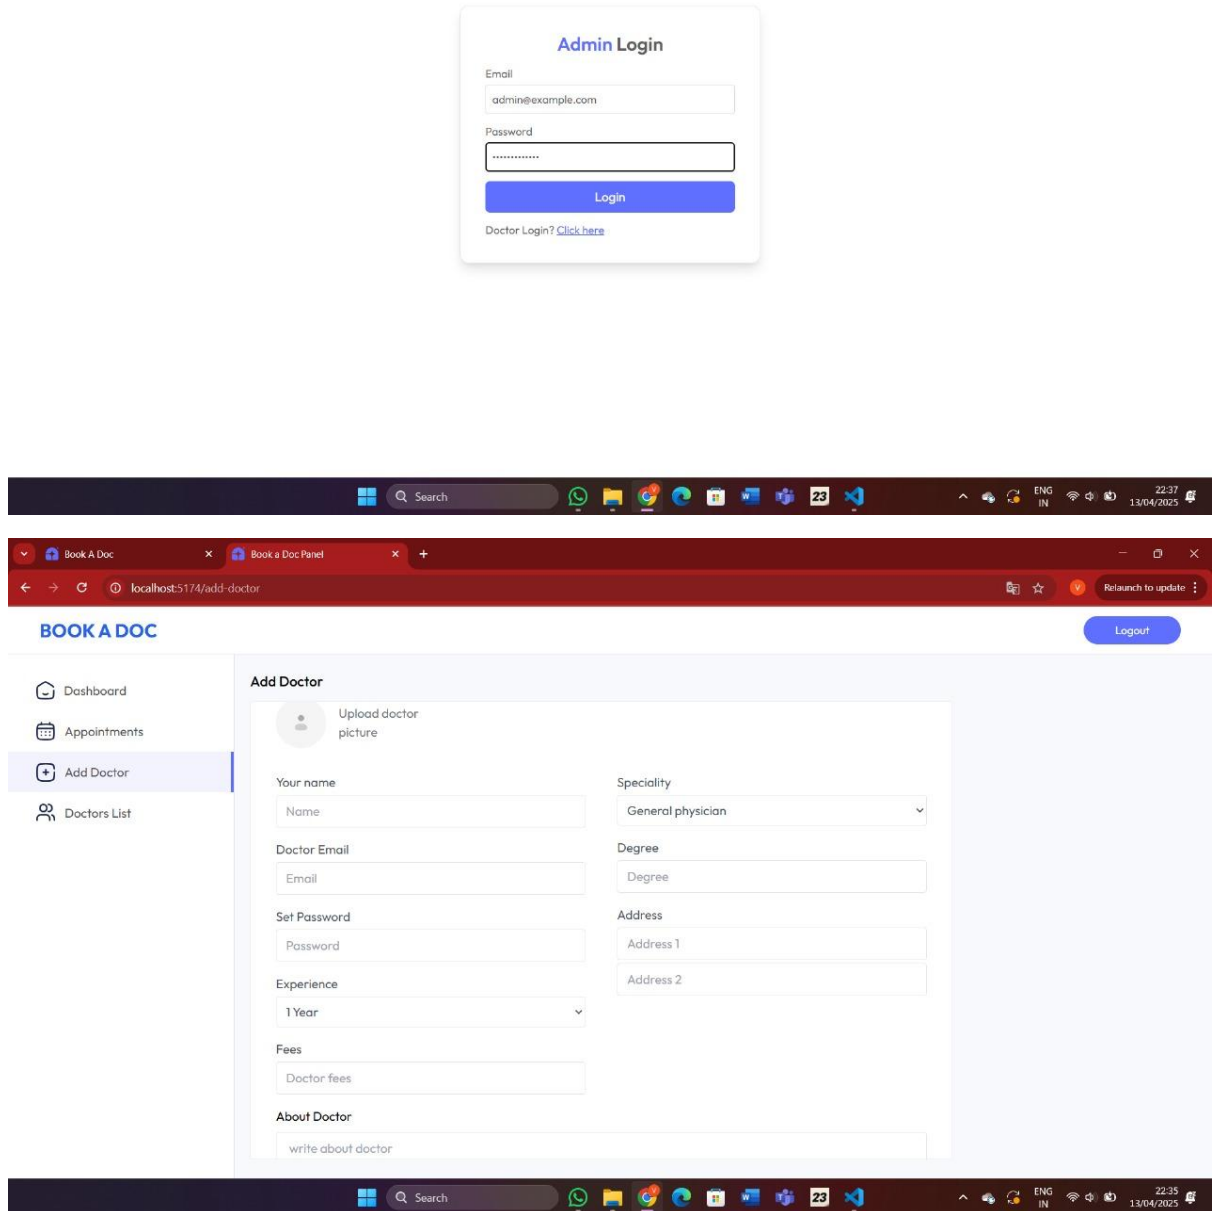 Admin Login
Email
admin@example.com
Password
Login
Doctor Login? Click here
Search
23
ENG
IN
22:37
13/04/2025
Book A Doc
Book a Doc Panel
localhost:5174/add-doctor
V
Relaunch to update
BOOK A DOC
Logout
Dashboard
Appointments
Add Doctor
Doctors List
Add Doctor
Upload doctor
picture
Your name
Name
Speciality
General physician
Doctor Email
Email
Degree
Degree
Set Password
Password
Address
Address 1
Address 2
Experience
1 Year
Fees
Doctor fees
About Doctor
write about doctor
Search
23
ENG
IN
22:35
13/04/2025